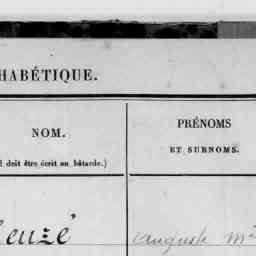 HABÉTIQUE.
NOM.
PRÉNOMS
ET SURNOMS.
l doit être écrit en bâtarde.)
euzé
auguste